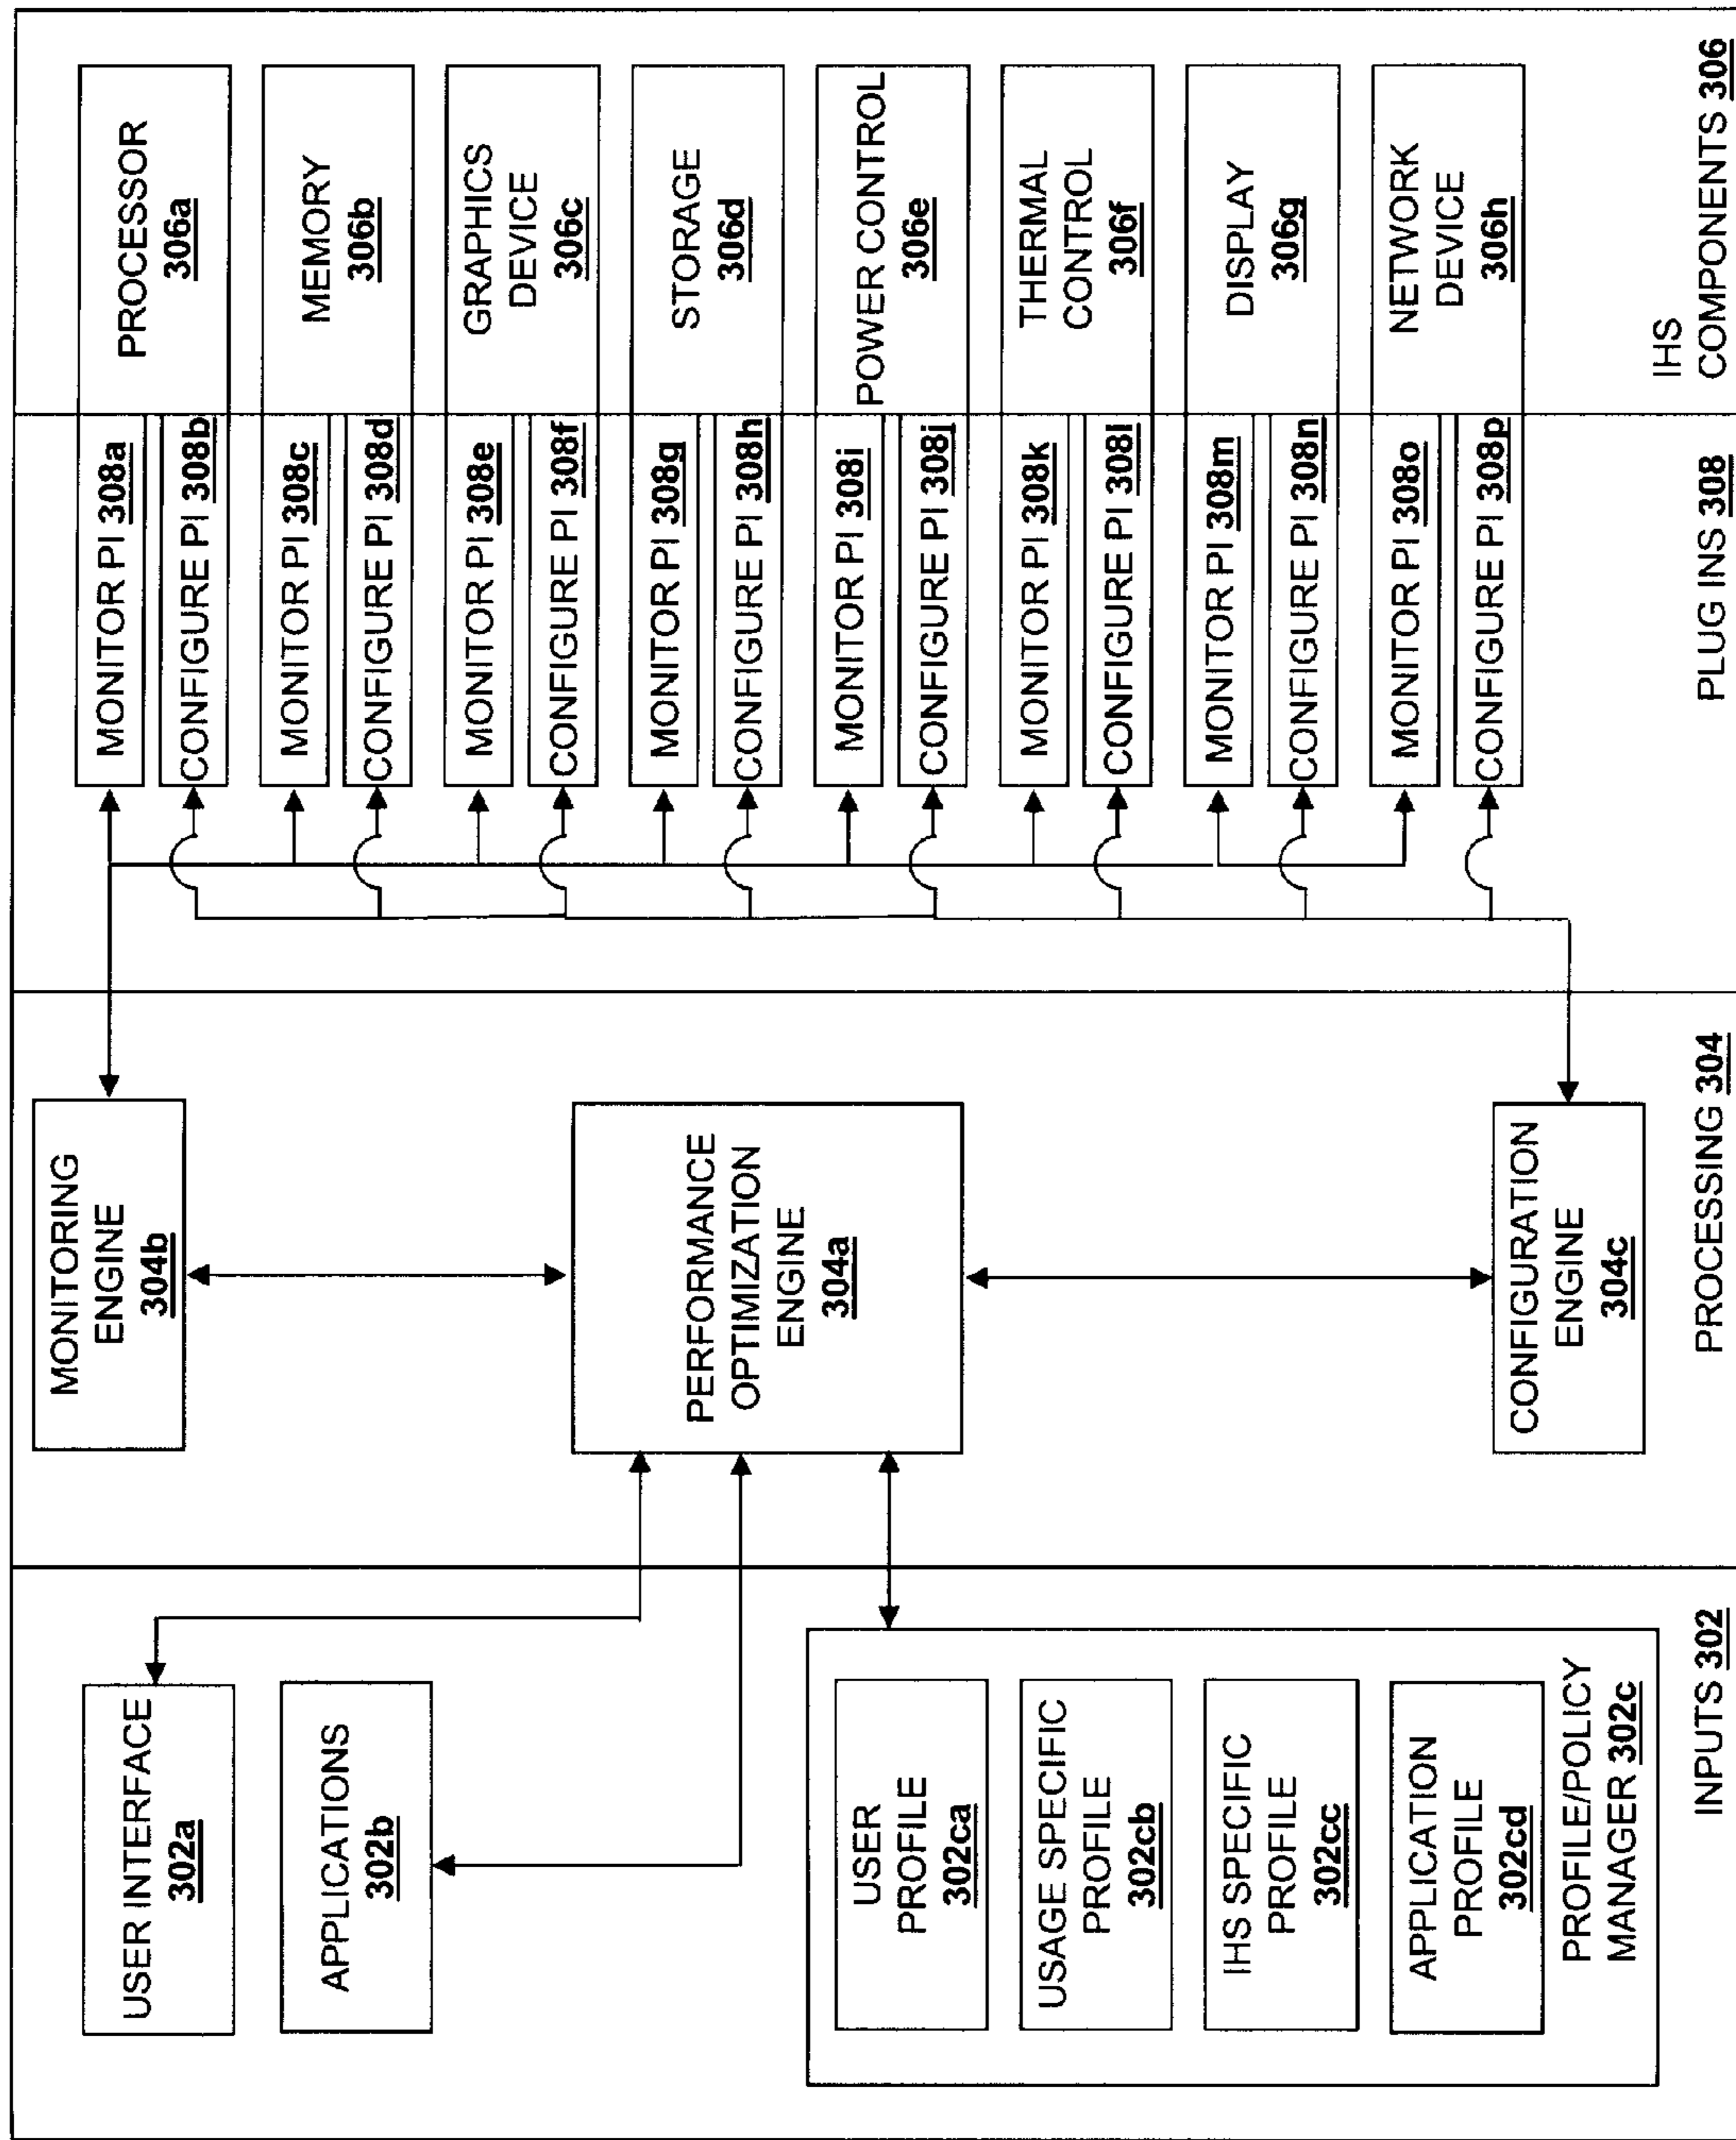 USER INTERFACE
302a
APPLICATIONS
302b
USER
PROFILE
302ca
USAGE SPECIFIC
PROFILE
302cb
IHS SPECIFIC
PROFILE
302cc
APPLICATION
PROFILE
302cd
PROFILE/POLICY
MANAGER 302c
INPUTS 302
MONITORING
ENGINE
304b
PERFORMANCE
OPTIMIZATION
ENGINE
304a
CONFIGURATION
ENGINE
304c
PROCESSING 304
MONITOR PI 308a
CONFIGURE PI 308b
MONITOR PI 308c
CONFIGURE PI 308d
MONITOR PI 308e
CONFIGURE PI 308f
MONITOR PI 308g
CONFIGURE PI 308h
MONITOR PI 308i
CONFIGURE PI 308j
MONITOR PI 308k
CONFIGURE PI 308l
MONITOR PI 308m
CONFIGURE PI 308n
MONITOR PI 308o
CONFIGURE PI 308p
PLUG INS 308
PROCESSOR
306a
MEMORY
306b
GRAPHICS
DEVICE
306c
STORAGE
306d
POWER CONTROL
306e
THERMAL
CONTROL
306f
DISPLAY
306g
NETWORK
DEVICE
306h
IHS
COMPONENTS 306